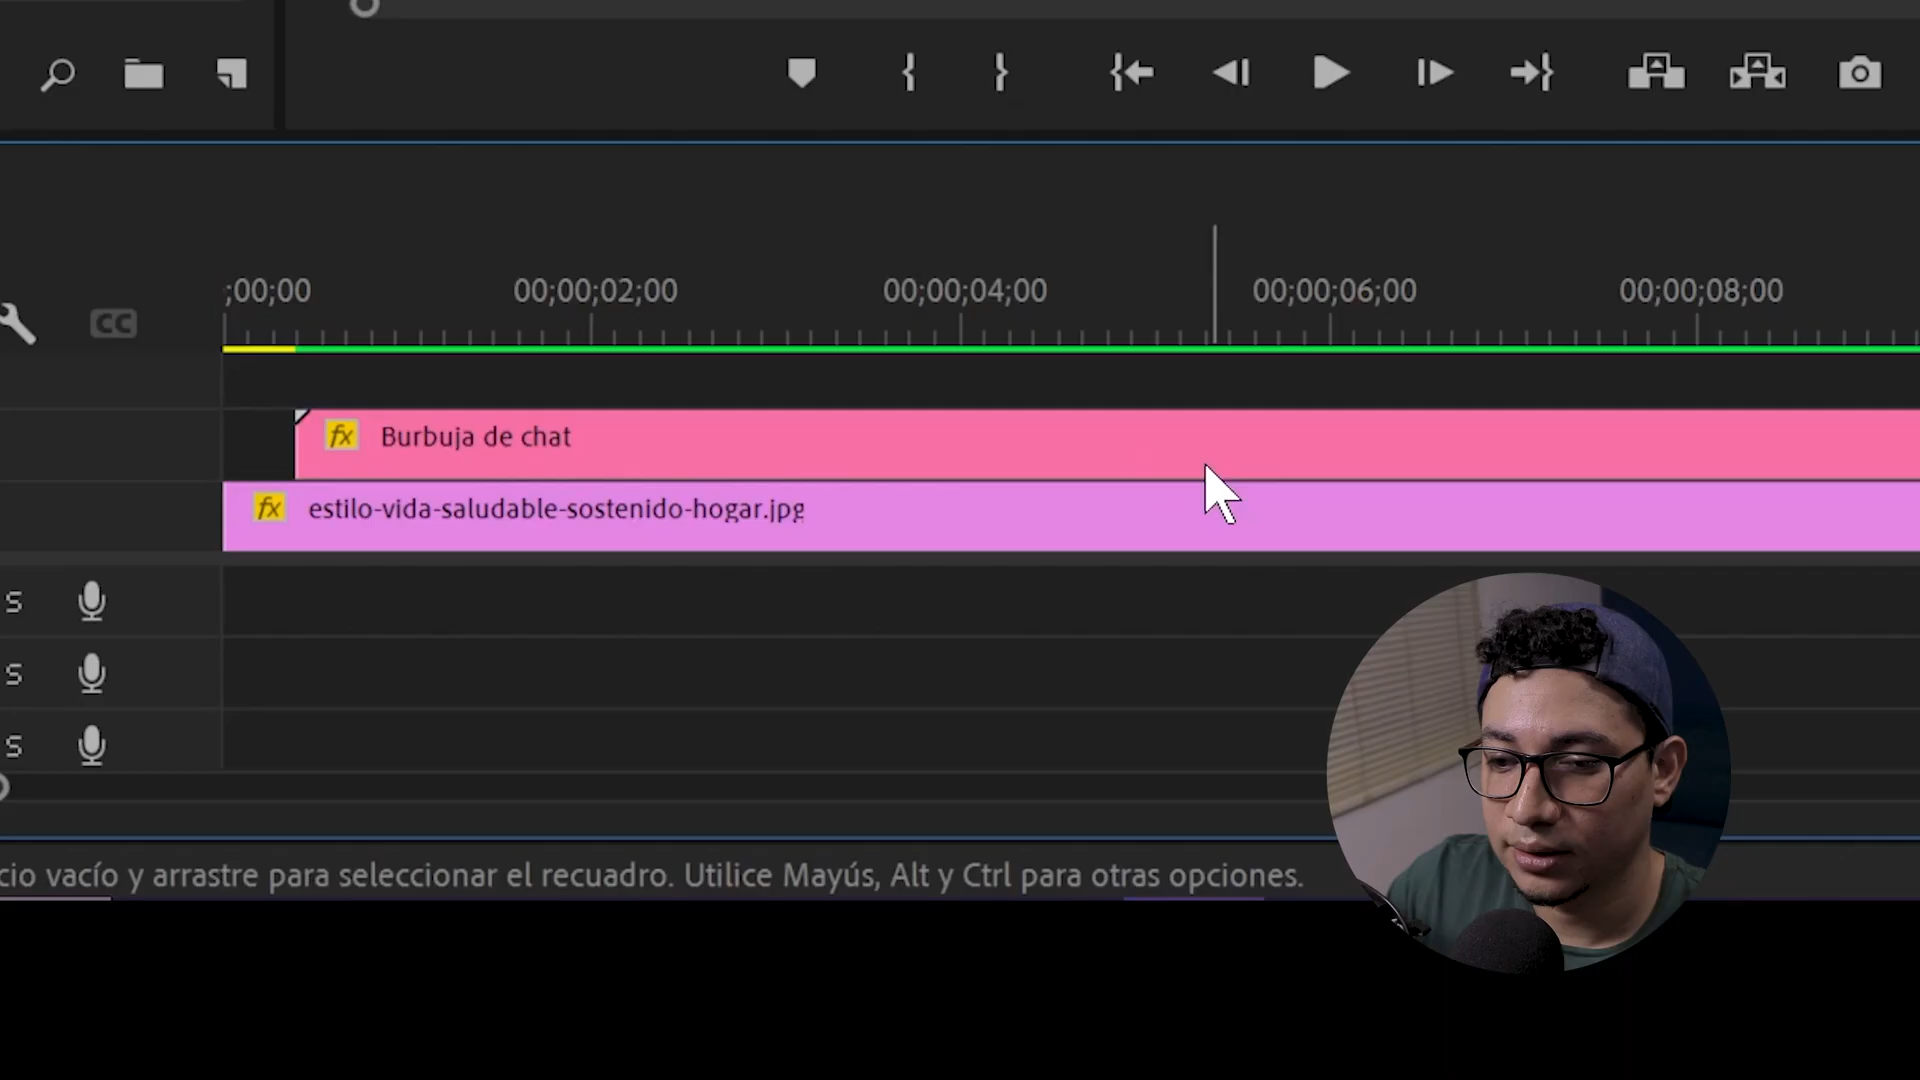 ;00;00 00;00;02;00 00;00;04;00 00;00;06;00 00;00;08;00
CC
fx Burbuja de chat
fx estilo-vida-saludable-sostenido-hogar.jpg
S
S
S
cio vacío y arrastre para seleccionar el recuadro. Utilice Mayús, Alt y Ctrl para otras opciones.